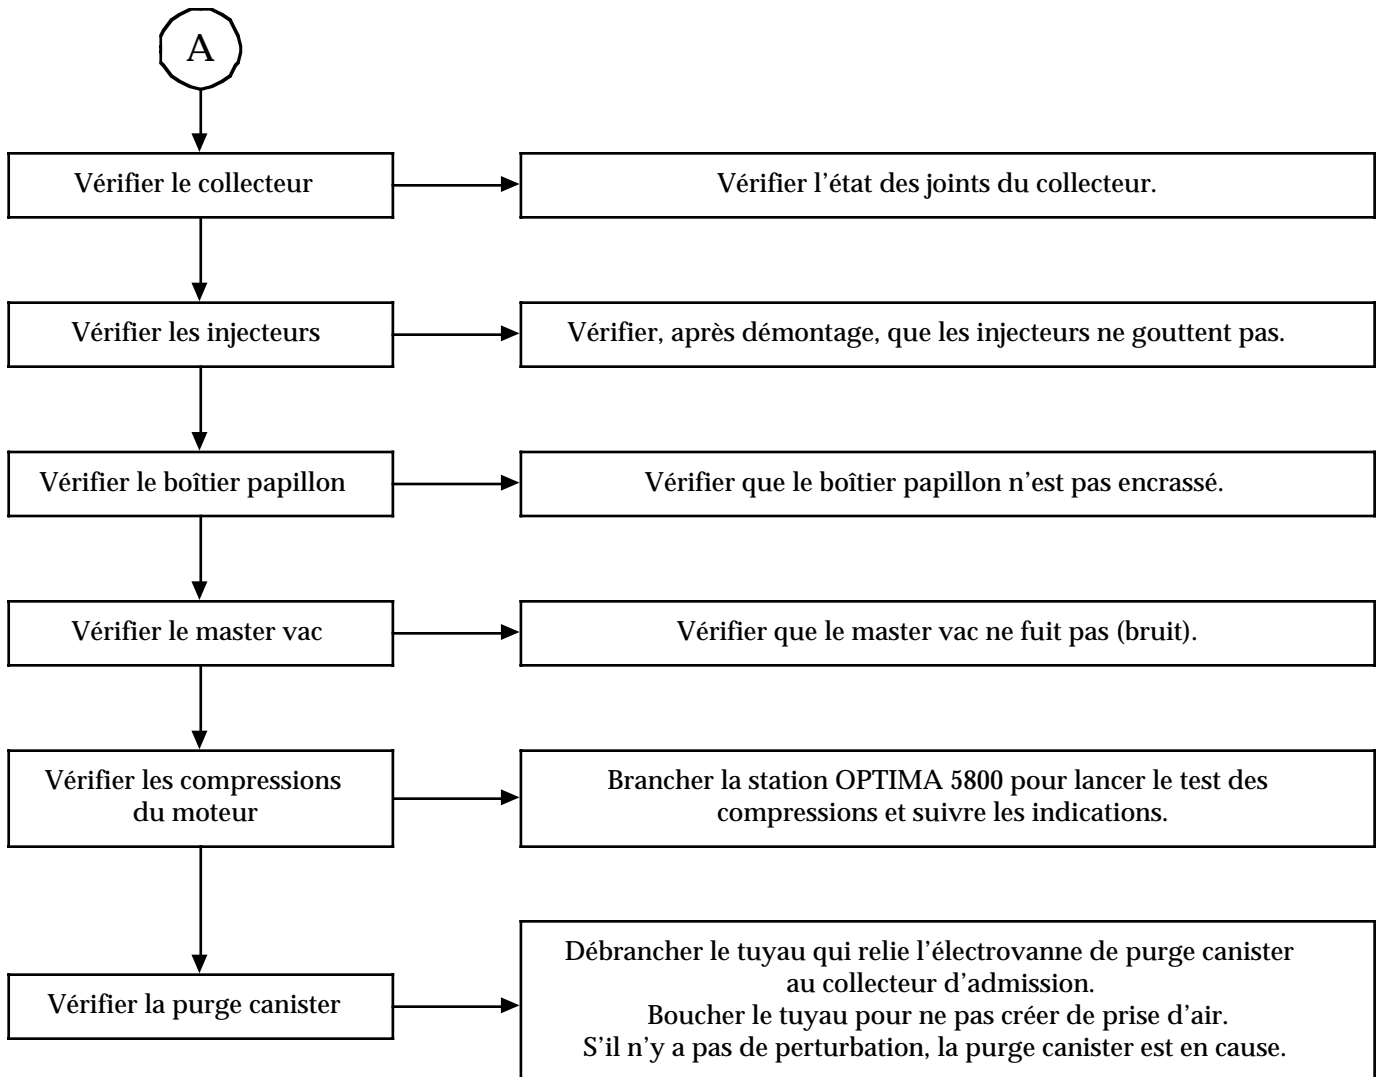 A
Vérifier le collecteur
Vérifier l’état des joints du collecteur.
Vérifier les injecteurs
Vérifier, après démontage, que les injecteurs ne gouttent pas.
Vérifier le boîtier papillon
Vérifier que le boîtier papillon n’est pas encrassé.
Vérifier le master vac
Vérifier que le master vac ne fuit pas (bruit).
Vérifier les compressions
du moteur
Brancher la station OPTIMA 5800 pour lancer le test des
compressions et suivre les indications.
Vérifier la purge canister
Débrancher le tuyau qui relie l’électrovanne de purge canister
au collecteur d’admission.
Boucher le tuyau pour ne pas créer de prise d’air.
S’il n’y a pas de perturbation, la purge canister est en cause.